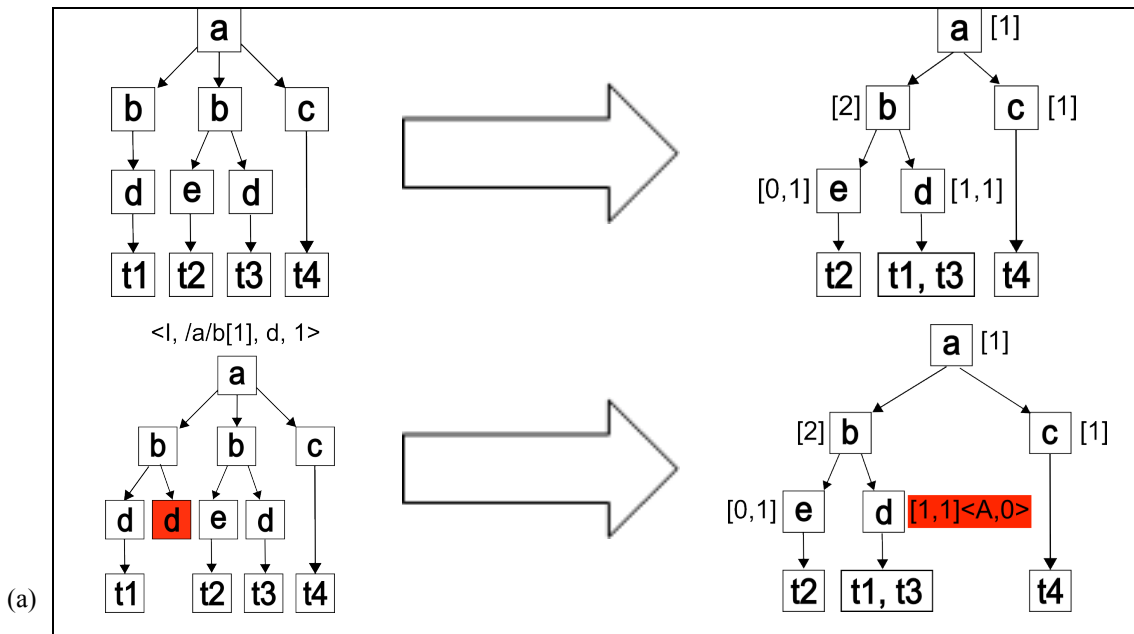 a
a [1]
b b c
[2] b c [1]
d e d
[0,1] e d [1,1]
t1 t2 t3 t4
t2 t1, t3 t4
<I, /a/b[1], d, 1>
a
a [1]
b b c
[2] b c [1]
d d e d
[0,1] e d [1,1]<A,0>
t1 t2 t3 t4
t2 t1, t3 t4
(a)